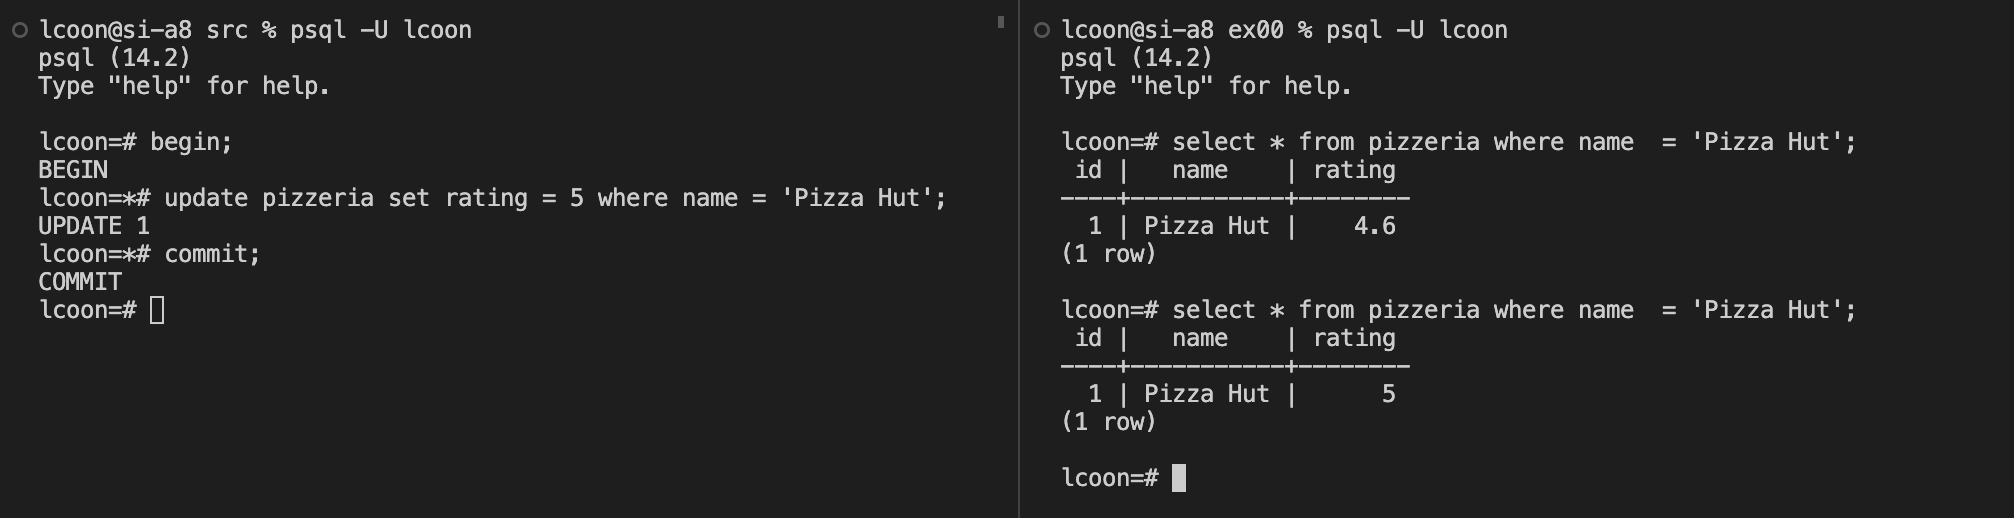 lcoon@si-a8 src % psql -U lcoon
psql (14.2)
Type "help" for help.

lcoon=# begin;
BEGIN
lcoon=*# update pizzeria set rating = 5 where name = 'Pizza Hut';
UPDATE 1
lcoon=*# commit;
COMMIT
lcoon=#
lcoon@si-a8 ex00 % psql -U lcoon
psql (14.2)
Type "help" for help.

lcoon=# select * from pizzeria where name  = 'Pizza Hut';
 id |   name    | rating
----+-----------+--------
  1 | Pizza Hut |    4.6
(1 row)

lcoon=# select * from pizzeria where name  = 'Pizza Hut';
 id |   name    | rating
----+-----------+--------
  1 | Pizza Hut |      5
(1 row)

lcoon=#